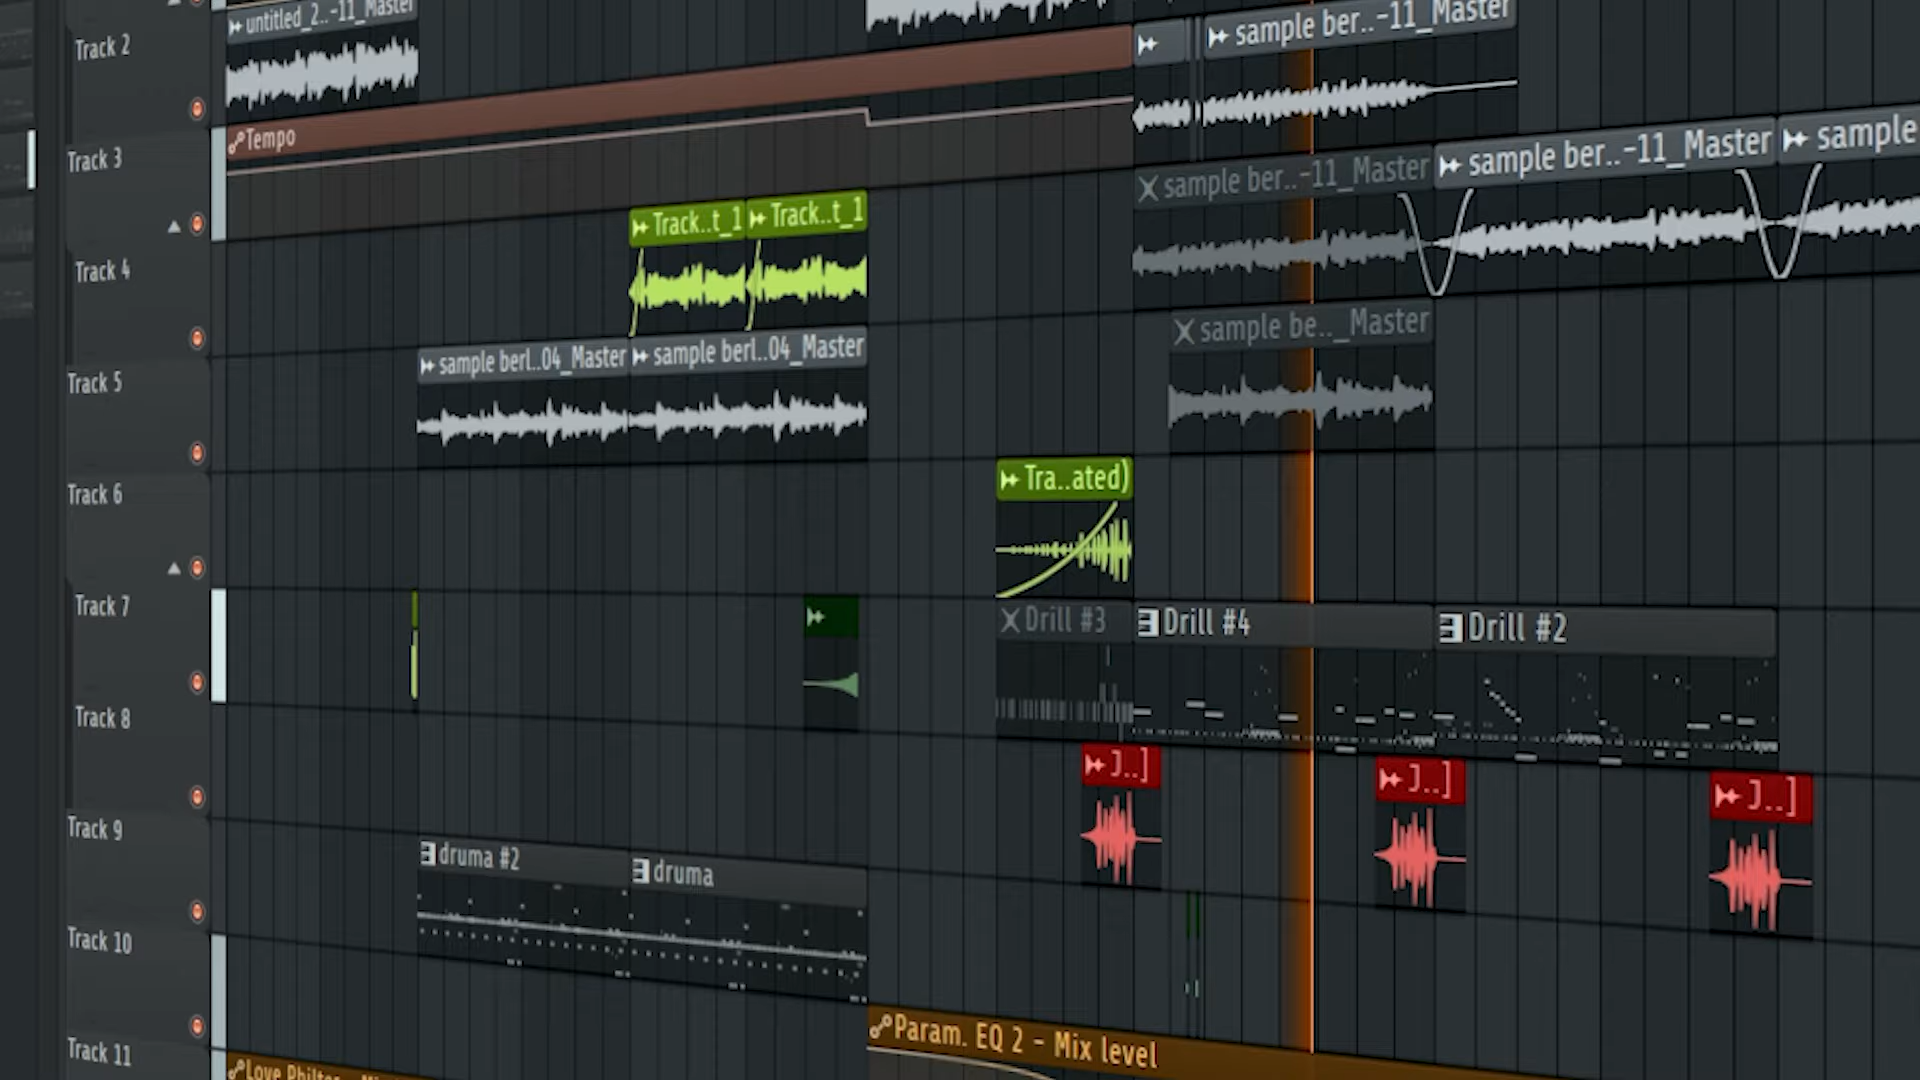 Track 2
untitled_2..-11_Master
sample ber..-11_Master
Tempo
Track 3
sample ber..-11_Master
sample ber..-11_Master
sample
Track..t_1
Track..t_1
Track 4
sample be.._Master
sample berl..04_Master
sample berl..04_Master
Track 5
Tra..ated)
Track 6
Track 7
Drill #3
Drill #4
Drill #2
Track 8
J..]
J..]
J..]
Track 9
druma #2
druma
Track 10
Param. EQ 2 - Mix level
Track 11
Love Philter